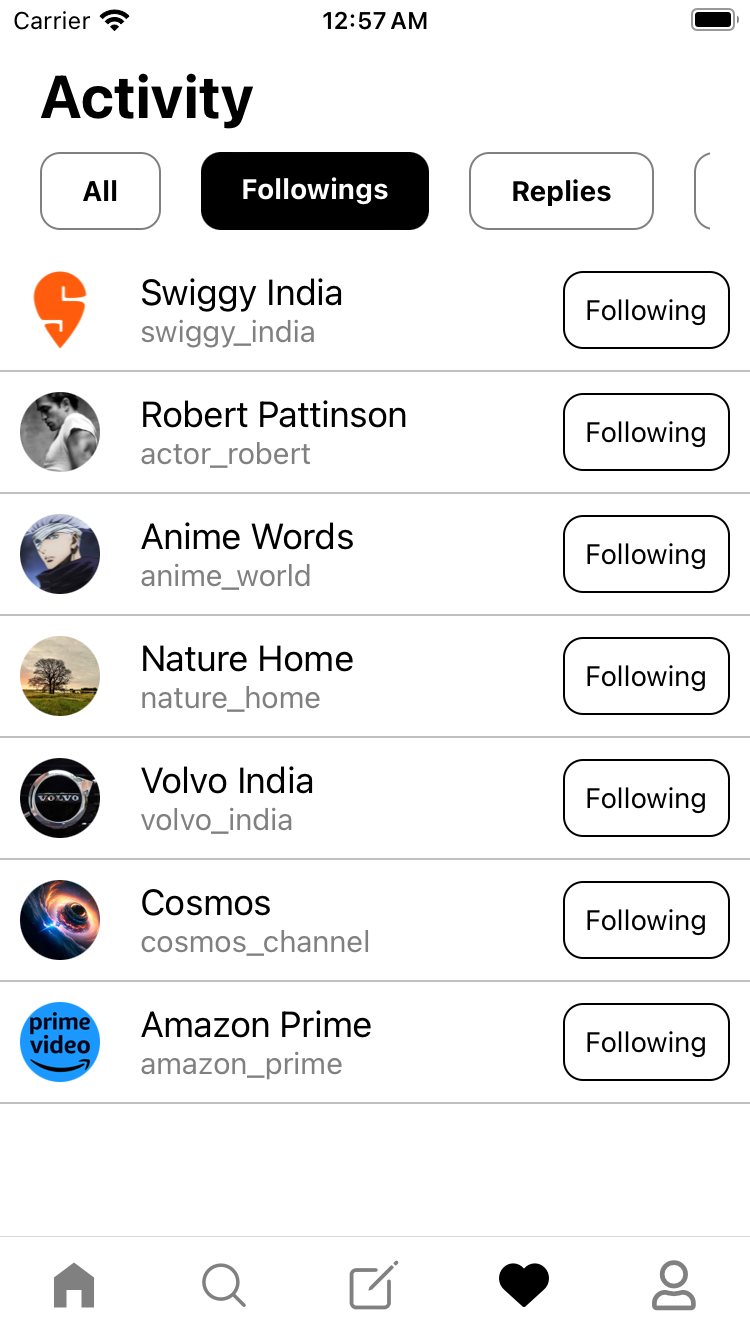 Carrier 12:57 AM
Activity
All Followings Replies
Swiggy India
swiggy_india
Following
Robert Pattinson
actor_robert
Following
Anime Words
anime_world
Following
Nature Home
nature_home
Following
VOLVO
Volvo India
volvo_india
Following
Cosmos
cosmos_channel
Following
prime
video
Amazon Prime
amazon_prime
Following